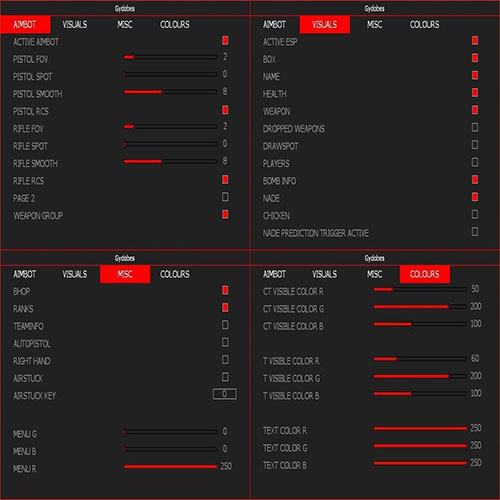 Gydobes
AIMBOT VISUALS MISC COLOURS
ACTIVE AIMBOT
PISTOL FOV 2
PISTOL SPOT 0
PISTOL SMOOTH 8
PISTOL RCS
RIFLE FOV 2
RIFLE SPOT 0
RIFLE SMOOTH 8
RIFLE RCS
PAGE 2
WEAPON GROUP
Gydobes
AIMBOT VISUALS MISC COLOURS
ACTIVE ESP
BOX
NAME
HEALTH
WEAPON
DROPPED WEAPONS
DRAWSPOT
PLAYERS
BOMB INFO
NADE
CHICKEN
NADE PREDICTION TRIGGER ACTIVE
Gydobes
AIMBOT VISUALS MISC COLOURS
BHOP
RANKS
TEAMINFO
AUTOPISTOL
RIGHT HAND
AIRSTUCK
AIRSTUCK KEY 0
MENU G 0
MENU B 0
MENU R 250
Gydobes
AIMBOT VISUALS MISC COLOURS
CT VISIBLE COLOR R 50
CT VISIBLE COLOR G 200
CT VISIBLE COLOR B 100
T VISIBLE COLOR R 60
T VISIBLE COLOR G 200
T VISIBLE COLOR B 100
TEXT COLOR R 250
TEXT COLOR G 250
TEXT COLOR B 250